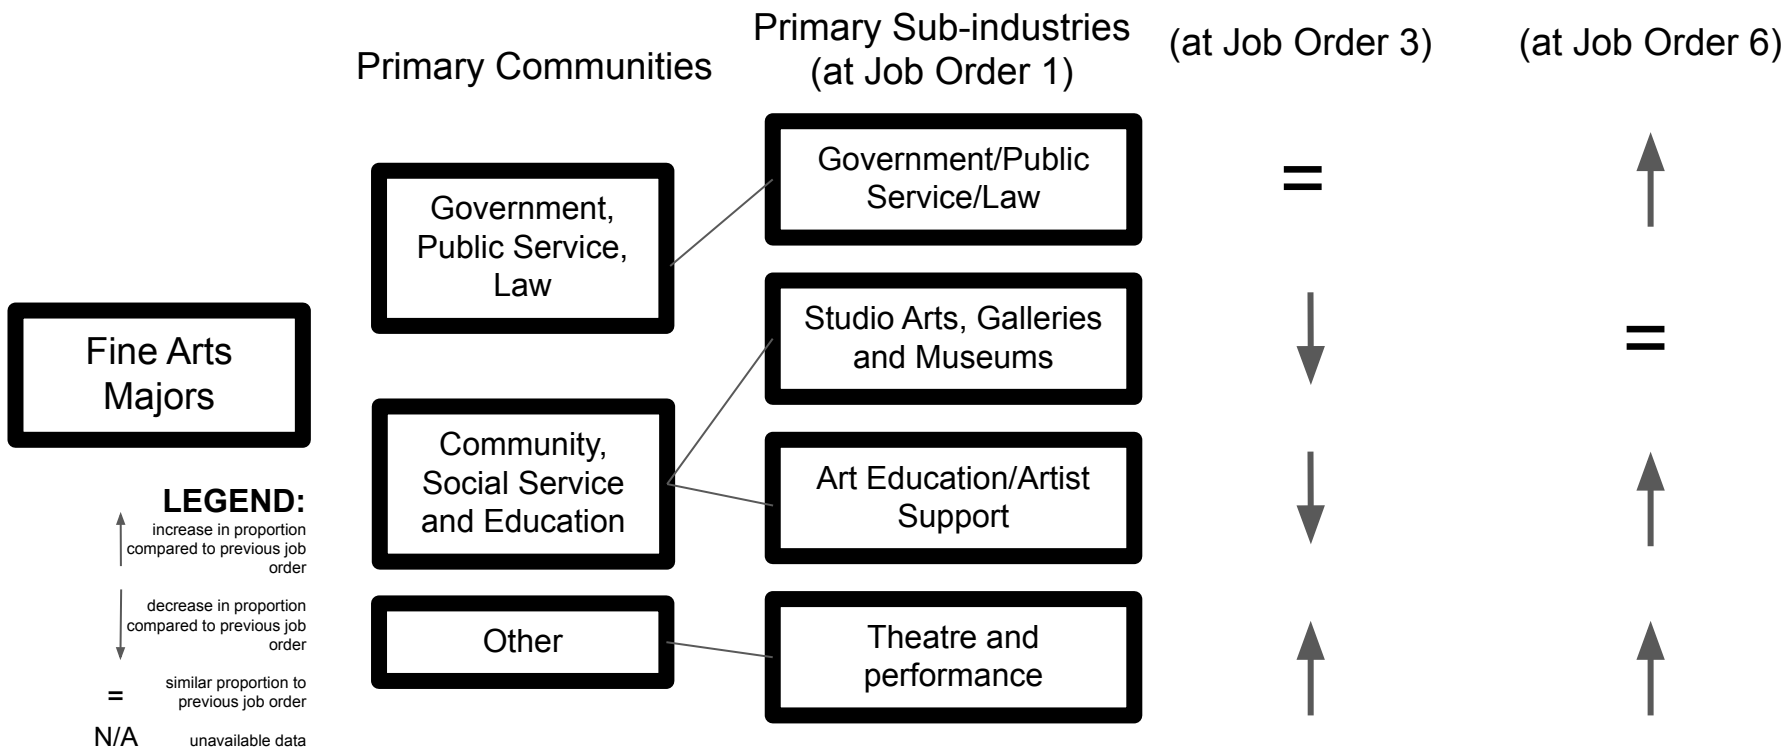 Primary Communities
Primary Sub-industries
(at Job Order 1)
(at Job Order 3)
(at Job Order 6)
Fine Arts
Majors
Government,
Public Service,
Law
Community,
Social Service
and Education
Other
Government/Public
Service/Law
=
Studio Arts, Galleries
and Museums
=
Art Education/Artist
Support
Theatre and
performance
LEGEND:
increase in proportion
compared to previous job
order
decrease in proportion
compared to previous job
order
= similar proportion to
previous job order
N/A unavailable data